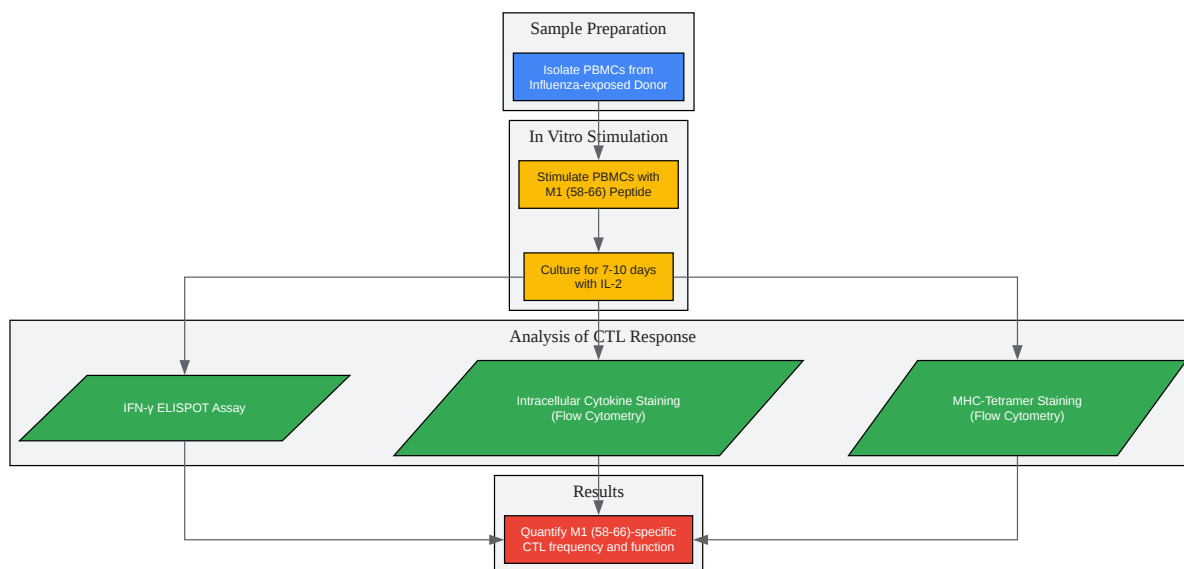 Sample Preparation
Isolate PBMCs from
Influenza-exposed Donor
In Vitro Stimulation
Stimulate PBMCs with
M1 (58-66) Peptide
Culture for 7-10 days
with IL-2
Analysis of CTL Response
IFN-γ ELISPOT Assay
Intracellular Cytokine Staining
(Flow Cytometry)
MHC-Tetramer Staining
(Flow Cytometry)
Results
Quantify M1 (58-66)-specific
CTL frequency and function